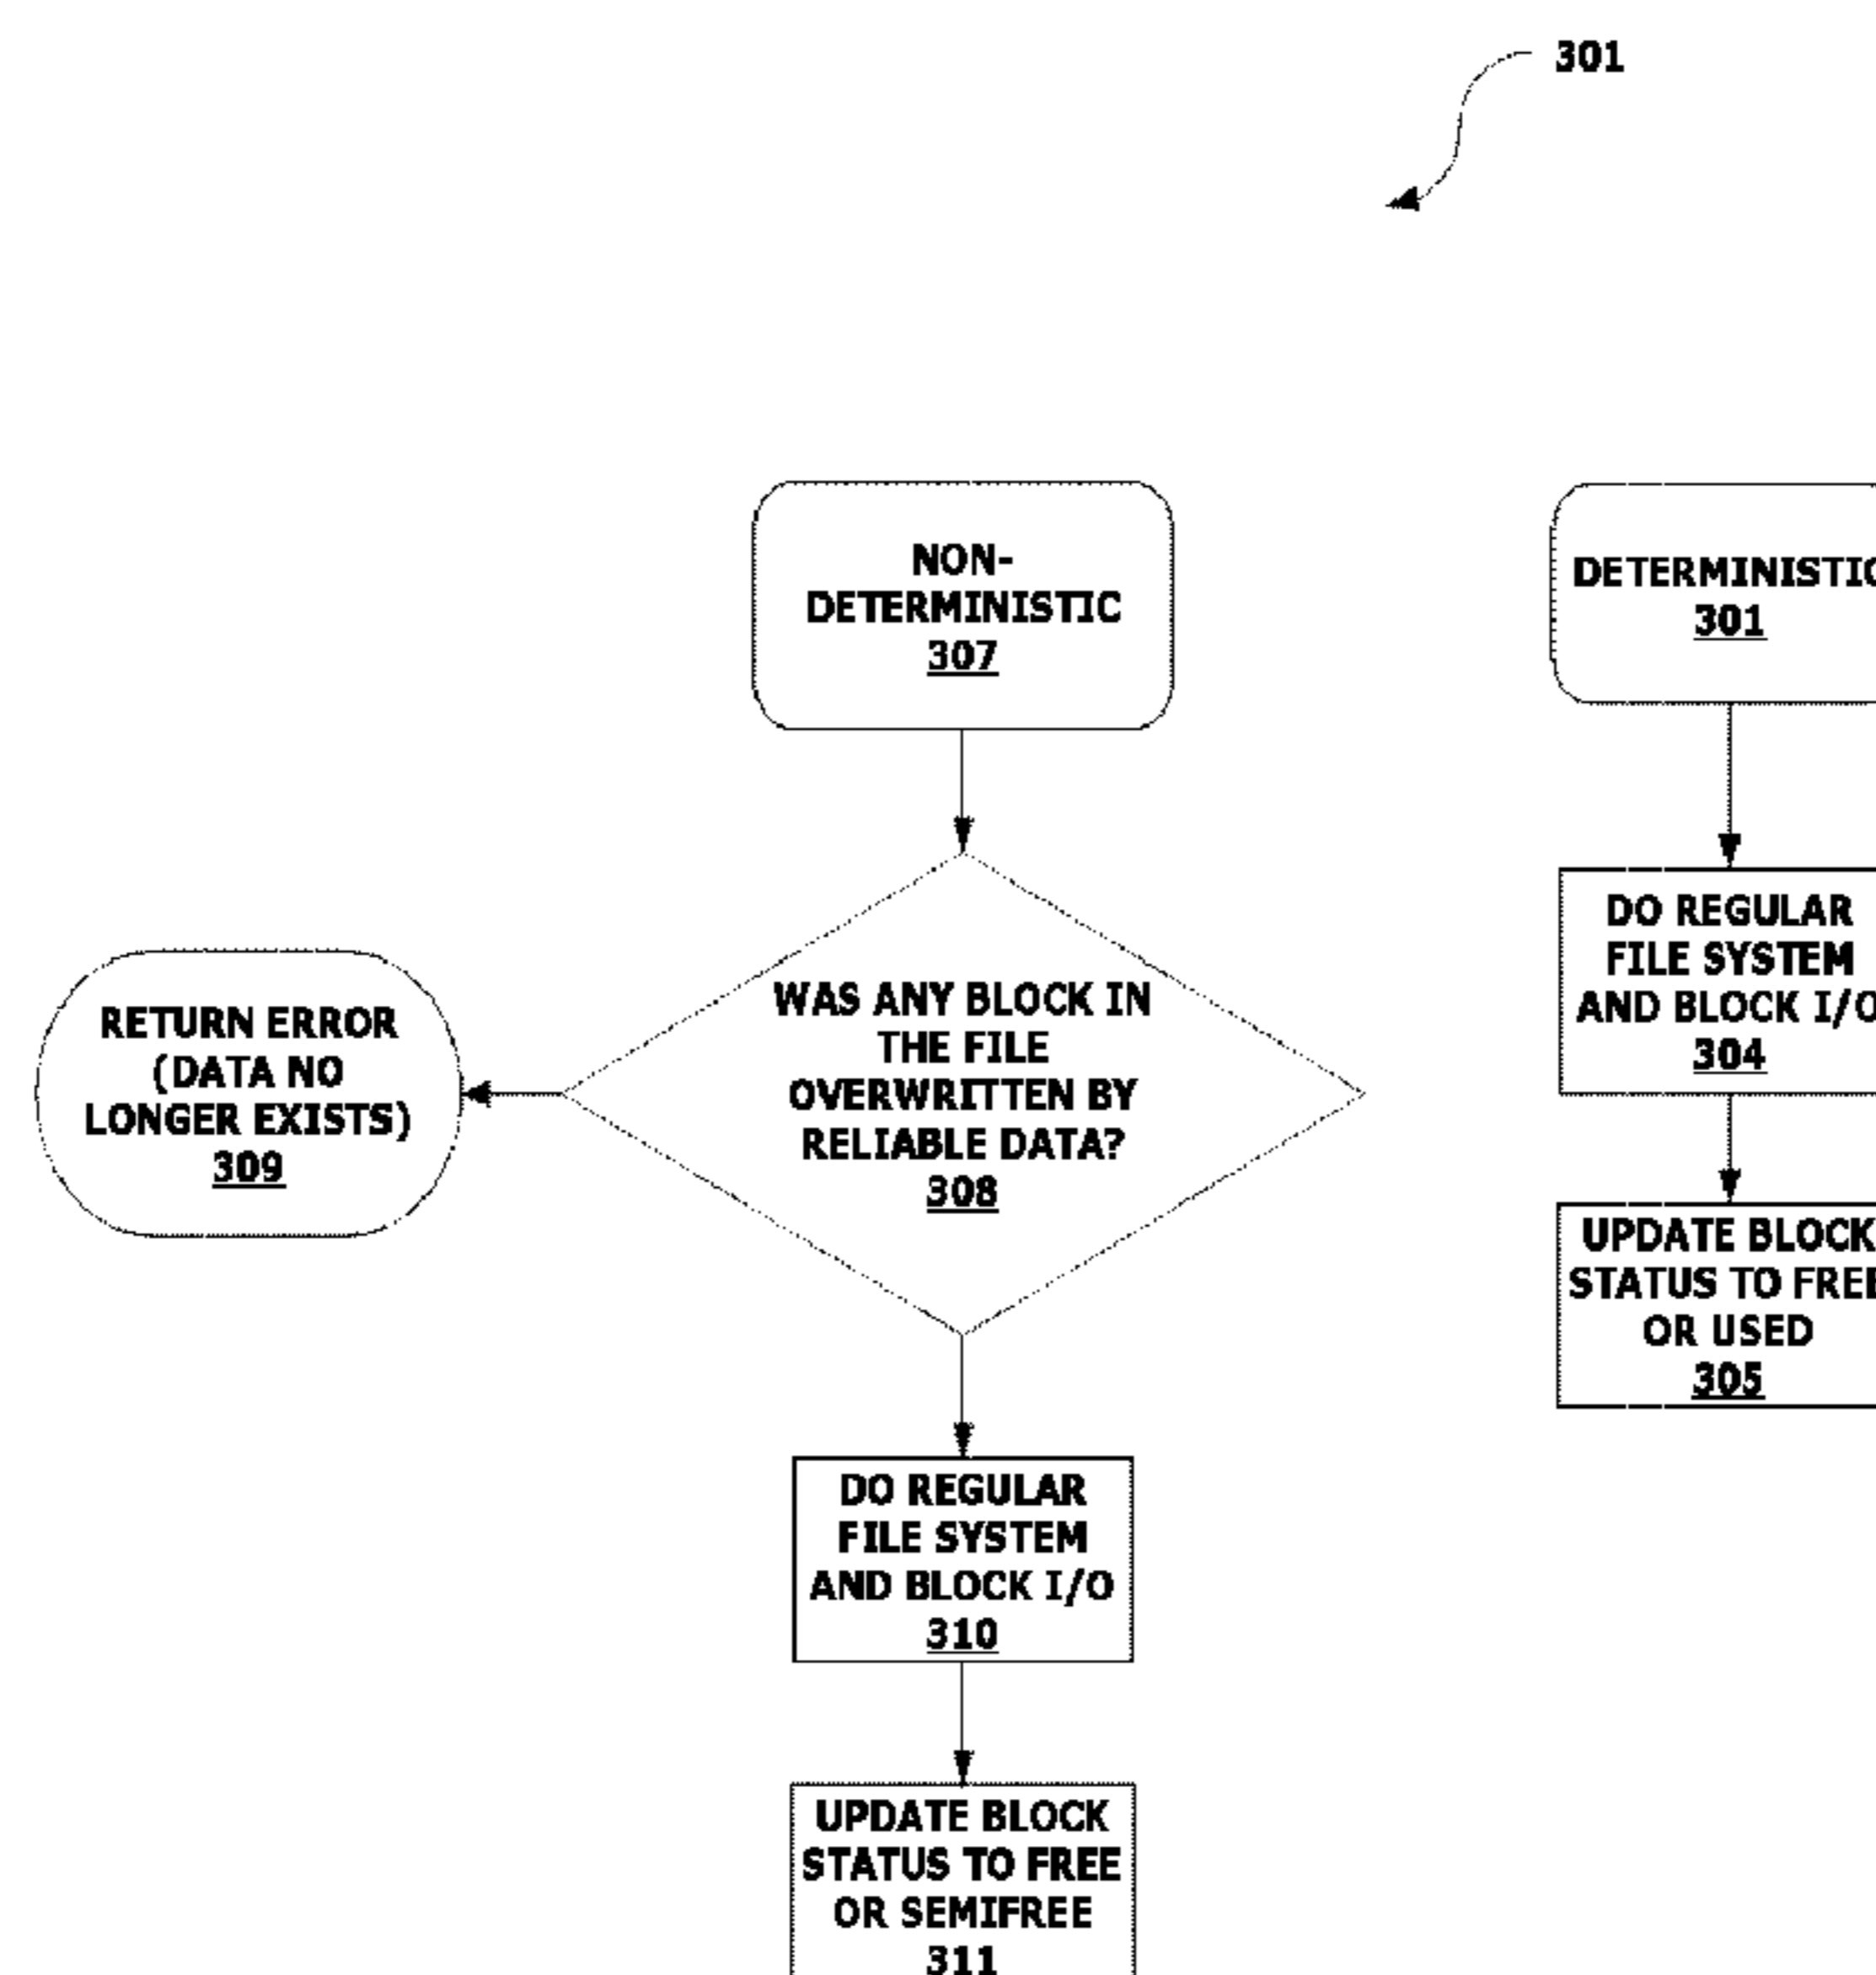 301
NON-
DETERMINISTIC
307
WAS ANY BLOCK IN
THE FILE
OVERWRITTEN BY
RELIABLE DATA?
308
RETURN ERROR
(DATA NO
LONGER EXISTS)
309
DO REGULAR
FILE SYSTEM
AND BLOCK I/O
310
UPDATE BLOCK
STATUS TO FREE
OR SEMIFREE
311
DETERMINISTIC
301
DO REGULAR
FILE SYSTEM
AND BLOCK I/O
304
UPDATE BLOCK
STATUS TO FREE
OR USED
305